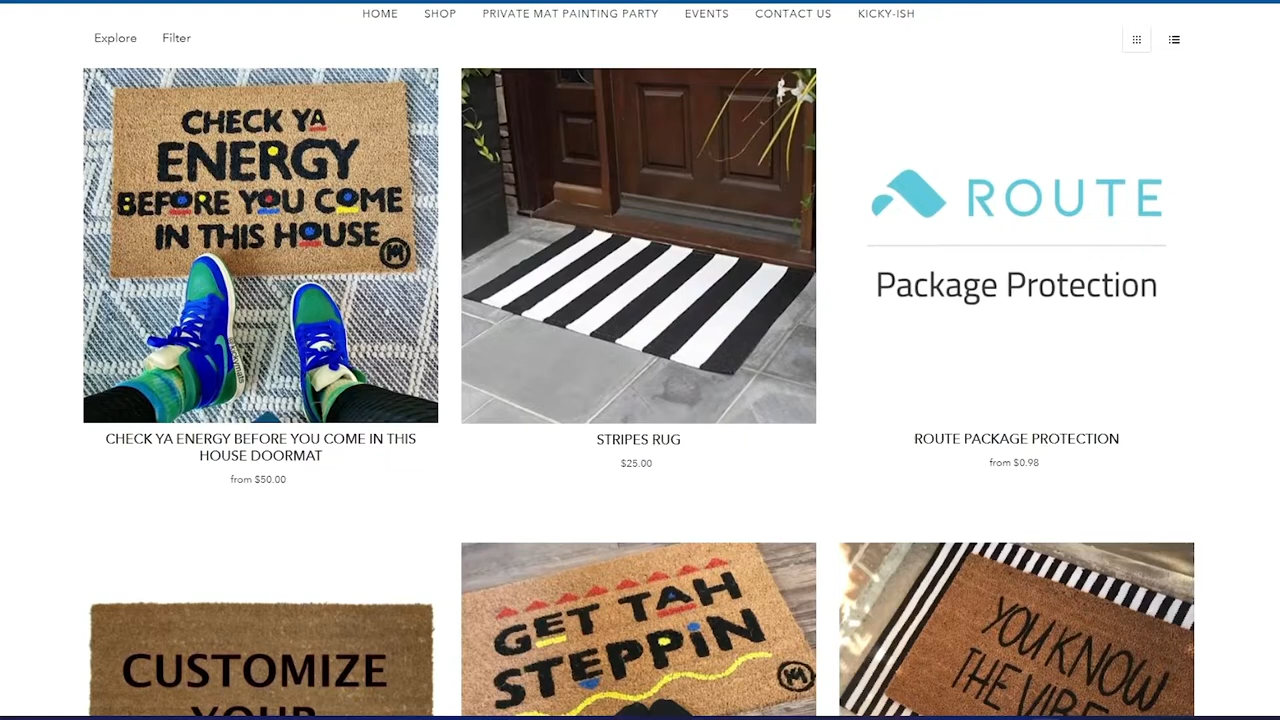 HOME SHOP PRIVATE MAT PAINTING PARTY EVENTS CONTACT US KICKY-ISH
Explore Filter
CHECK YA
ENERGY
BEFORE YOU COME
IN THIS HOUSE
ROUTE
Package Protection
CHECK YA ENERGY BEFORE YOU COME IN THIS
HOUSE DOORMAT
from $50.00
STRIPES RUG
$25.00
ROUTE PACKAGE PROTECTION
from $0.98
CUSTOMIZE
YOUR
GET TAH
STEPPiN
YOU KNOW
THE VIBE